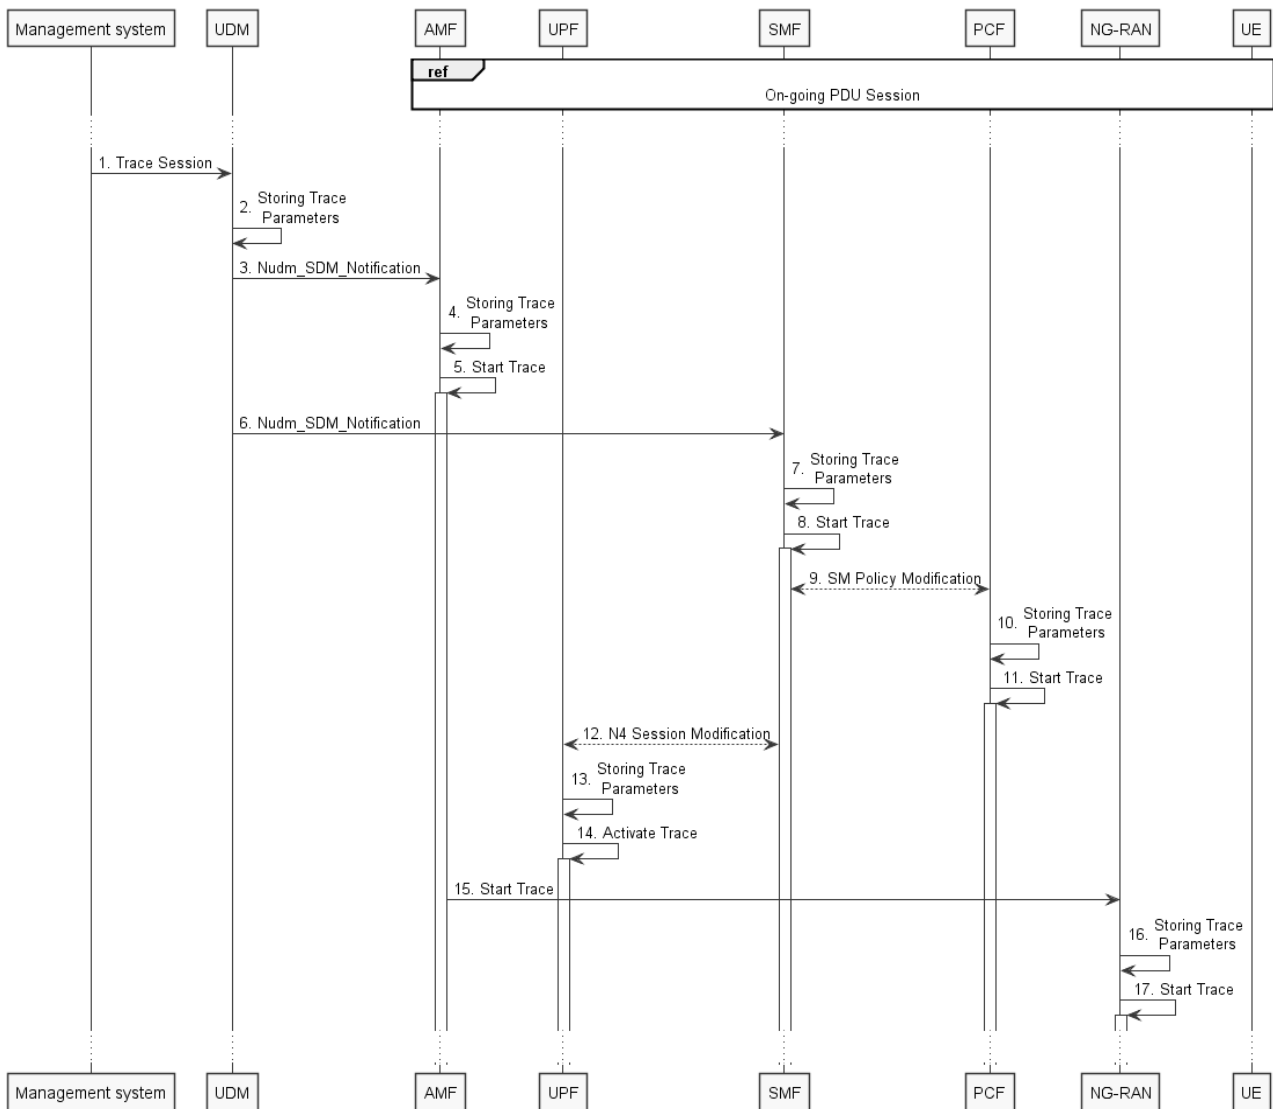 Management system
UDM
AMF
UPF
SMF
PCF
NG-RAN
UE
ref
On-going PDU Session
1. Trace Session
2. Storing Trace
Parameters
3. Nudm_SDM_Notification
4. Storing Trace
Parameters
5. Start Trace
6. Nudm_SDM_Notification
7. Storing Trace
Parameters
8. Start Trace
9. SM Policy Modification
10. Storing Trace
Parameters
11. Start Trace
12. N4 Session Modification
13. Storing Trace
Parameters
14. Activate Trace
15. Start Trace
16. Storing Trace
Parameters
17. Start Trace
Management system
UDM
AMF
UPF
SMF
PCF
NG-RAN
UE